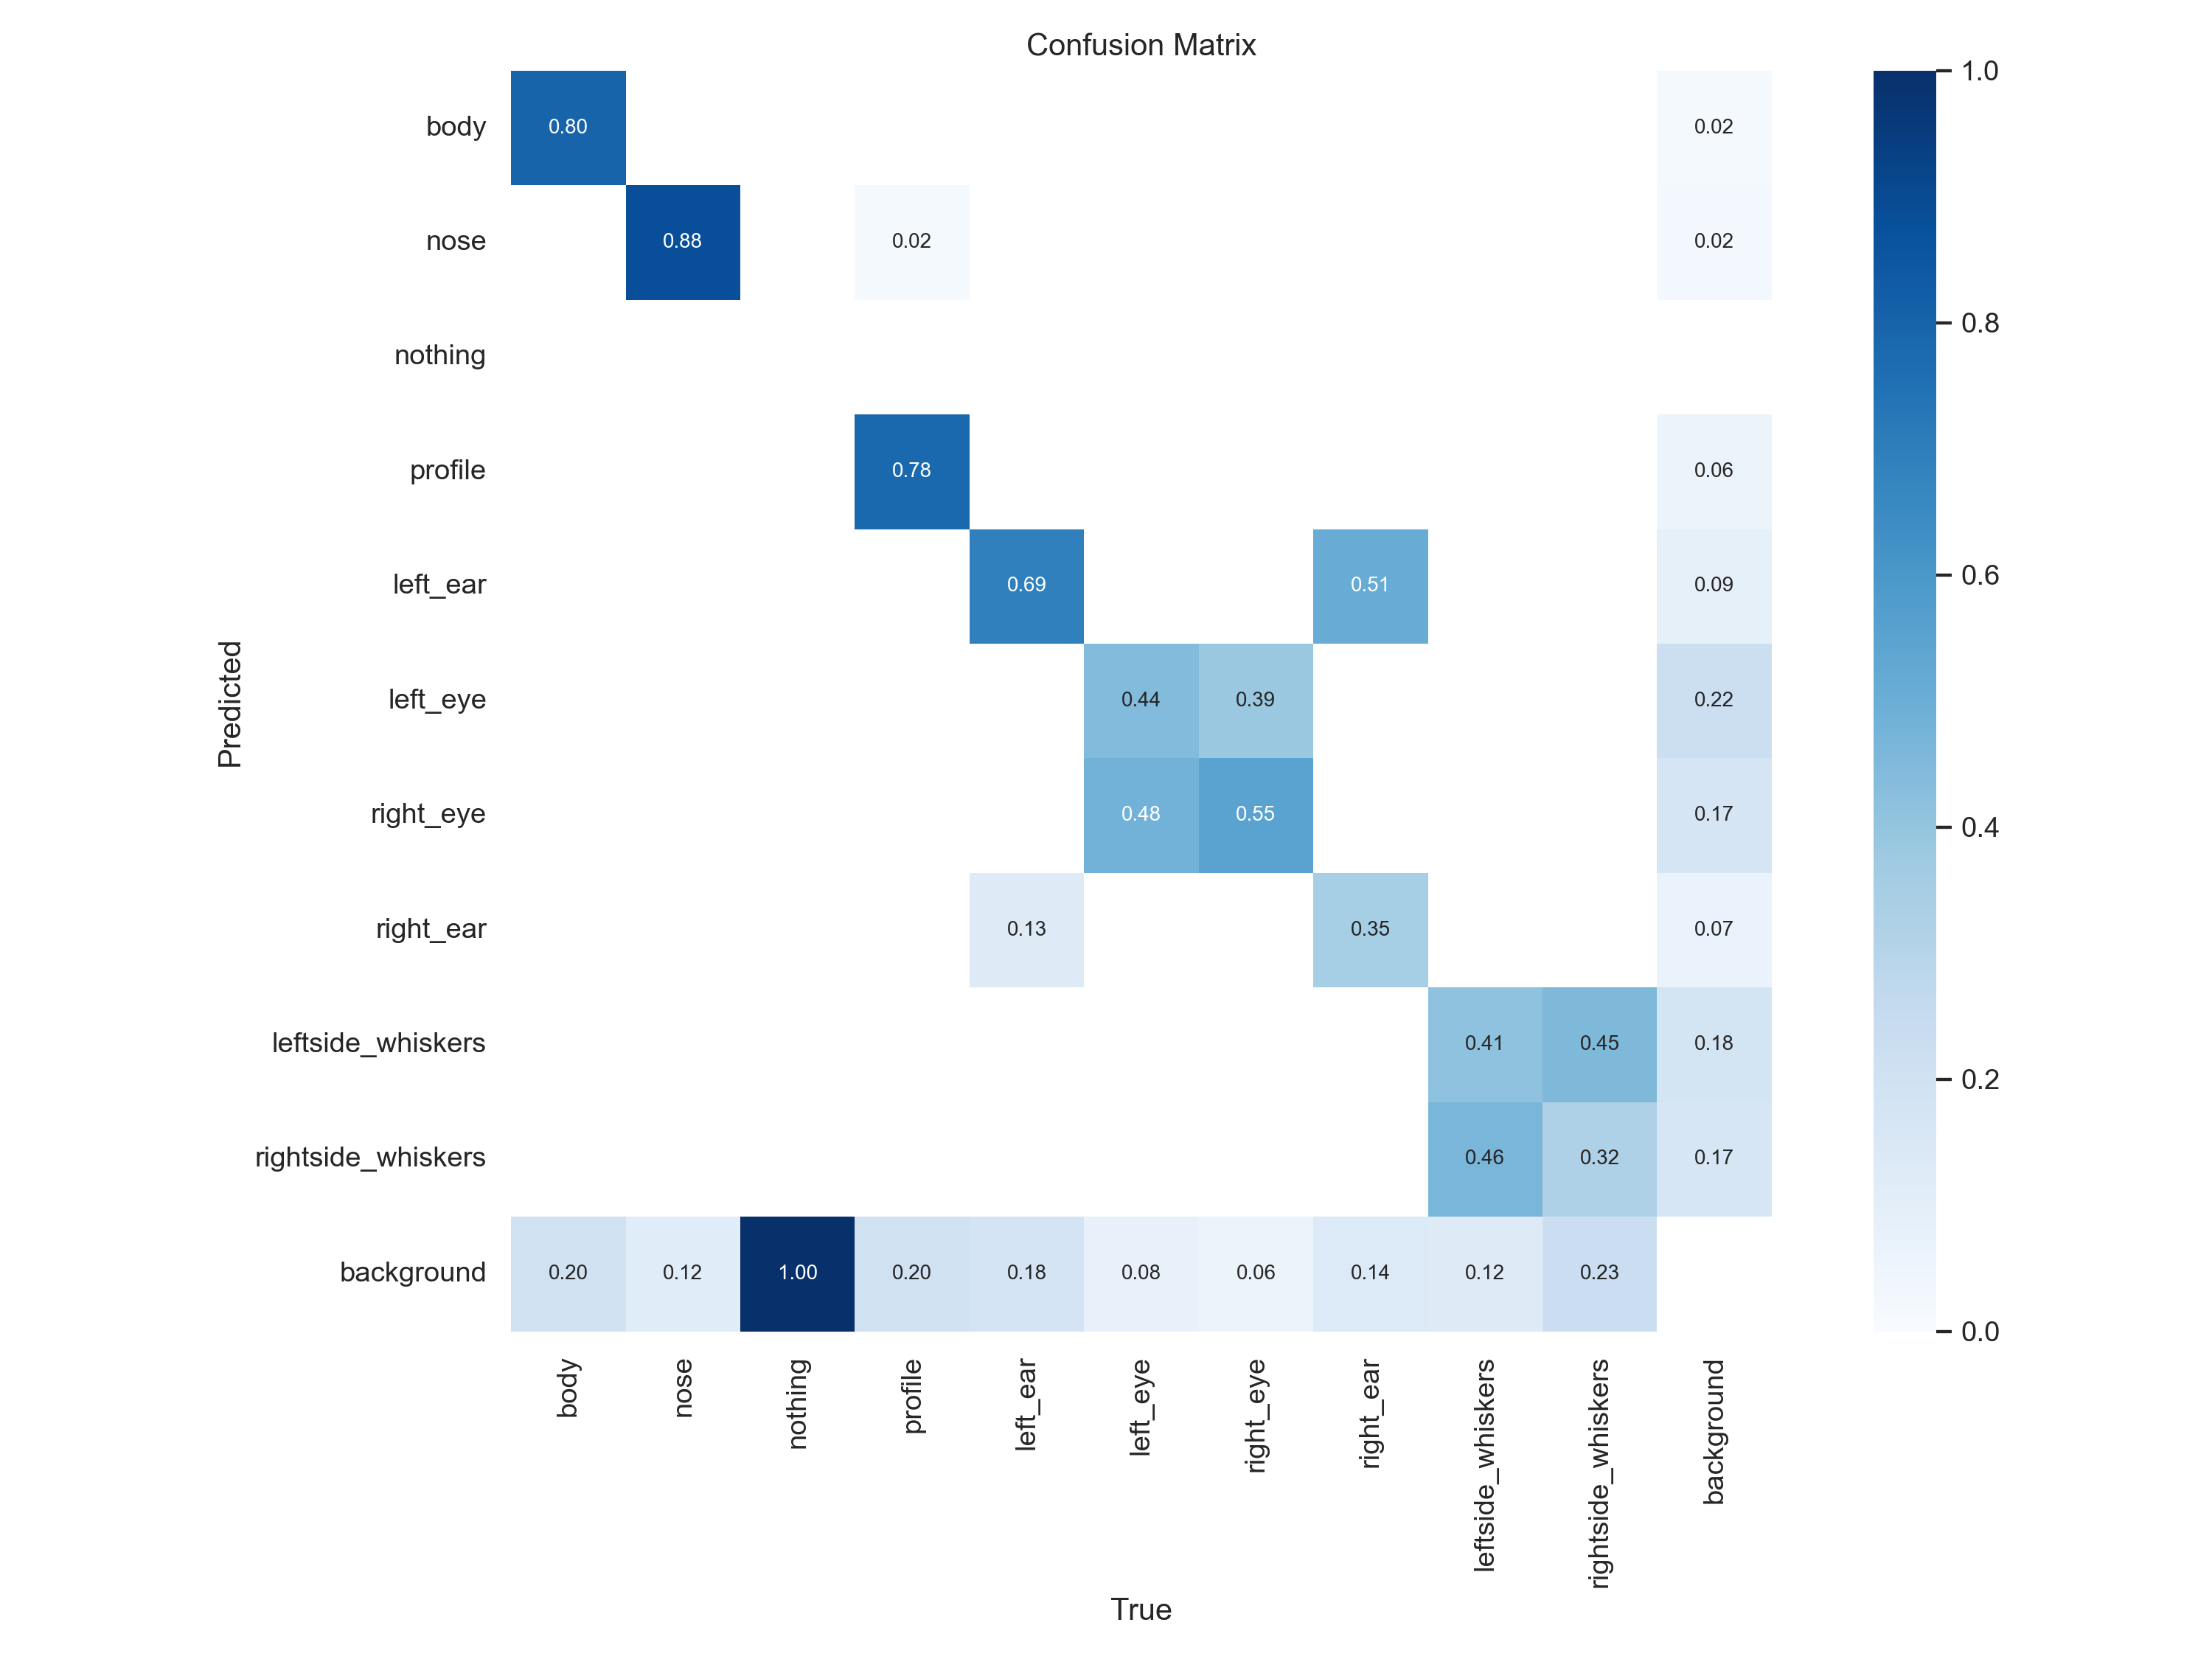 Confusion Matrix
body 0.80 0.02
nose 0.88 0.02 0.02
nothing
profile 0.78 0.06
left_ear 0.69 0.51 0.09
left_eye 0.44 0.39 0.22
right_eye 0.48 0.55 0.17
right_ear 0.13 0.35 0.07
leftside_whiskers 0.41 0.45 0.18
rightside_whiskers 0.46 0.32 0.17
background 0.20 0.12 1.00 0.20 0.18 0.08 0.06 0.14 0.12 0.23
Predicted
body
nose
nothing
profile
left_ear
left_eye
right_eye
right_ear
leftside_whiskers
rightside_whiskers
background
True
1.0
0.8
0.6
0.4
0.2
0.0